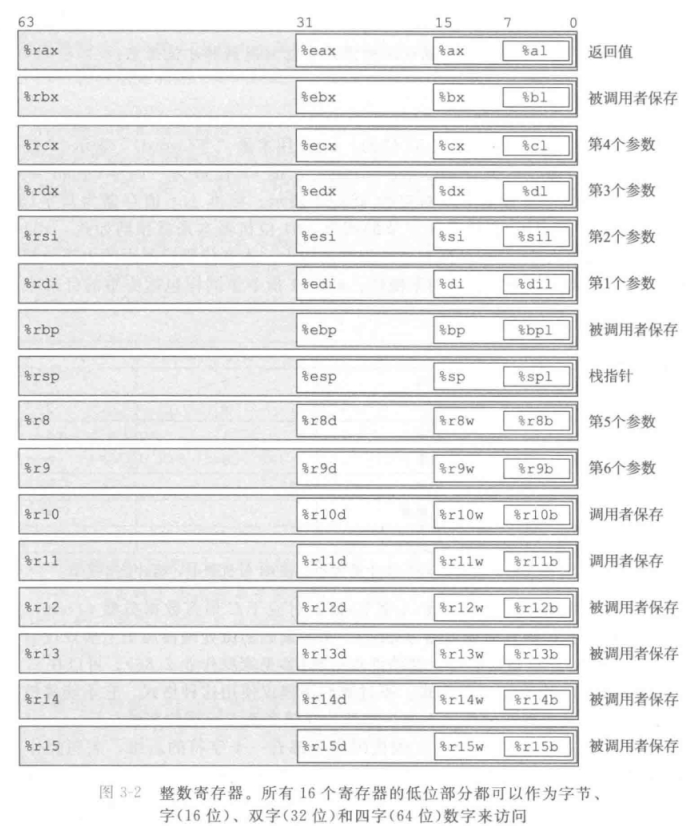 63 31 15 7 0
%rax %eax %ax %al 返回值
%rbx %ebx %bx %bl 被调用者保存
%rcx %ecx %cx %cl 第4个参数
%rdx %edx %dx %dl 第3个参数
%rsi %esi %si %sil 第2个参数
%rdi %edi %di %dil 第1个参数
%rbp %ebp %bp %bpl 被调用者保存
%rsp %esp %sp %spl 栈指针
%r8 %r8d %r8w %r8b 第5个参数
%r9 %r9d %r9w %r9b 第6个参数
%r10 %r10d %r10w %r10b 调用者保存
%r11 %r11d %r11w %r11b 调用者保存
%r12 %r12d %r12w %r12b 被调用者保存
%r13 %r13d %r13w %r13b 被调用者保存
%r14 %r14d %r14w %r14b 被调用者保存
%r15 %r15d %r15w %r15b 被调用者保存
图 3-2 整数寄存器。所有 16 个寄存器的低位部分都可以作为字节、
字(16 位)、双字(32 位)和四字(64 位)数字来访问